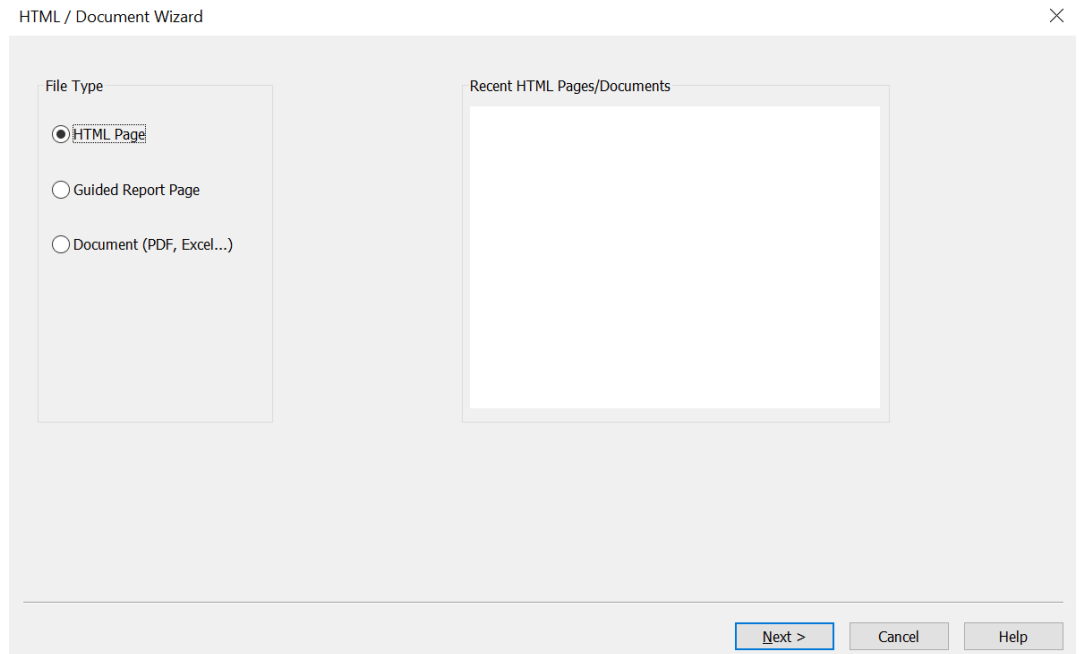 HTML / Document Wizard
File Type
HTML Page
Guided Report Page
Document (PDF, Excel...)
Recent HTML Pages/Documents
Next >
Cancel
Help